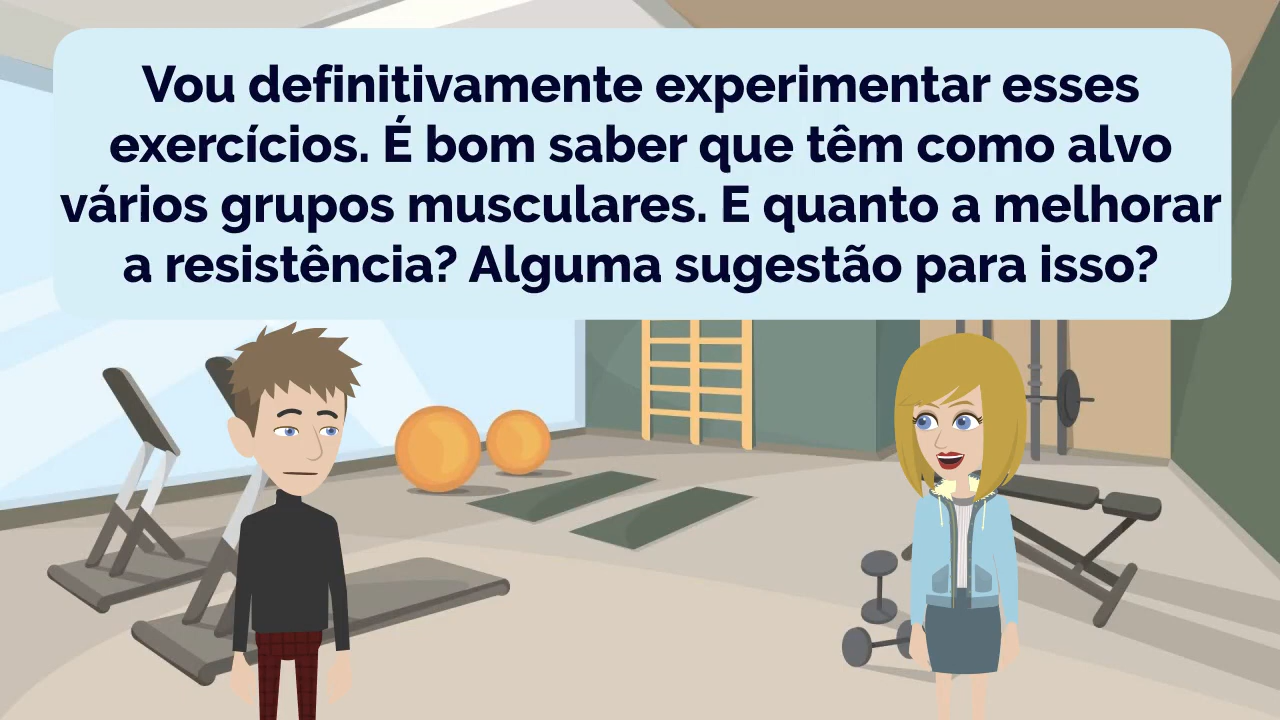 Vou definitivamente experimentar esses
exercícios. É bom saber que têm como alvo
vários grupos musculares. E quanto a melhorar
a resistência? Alguma sugestão para isso?